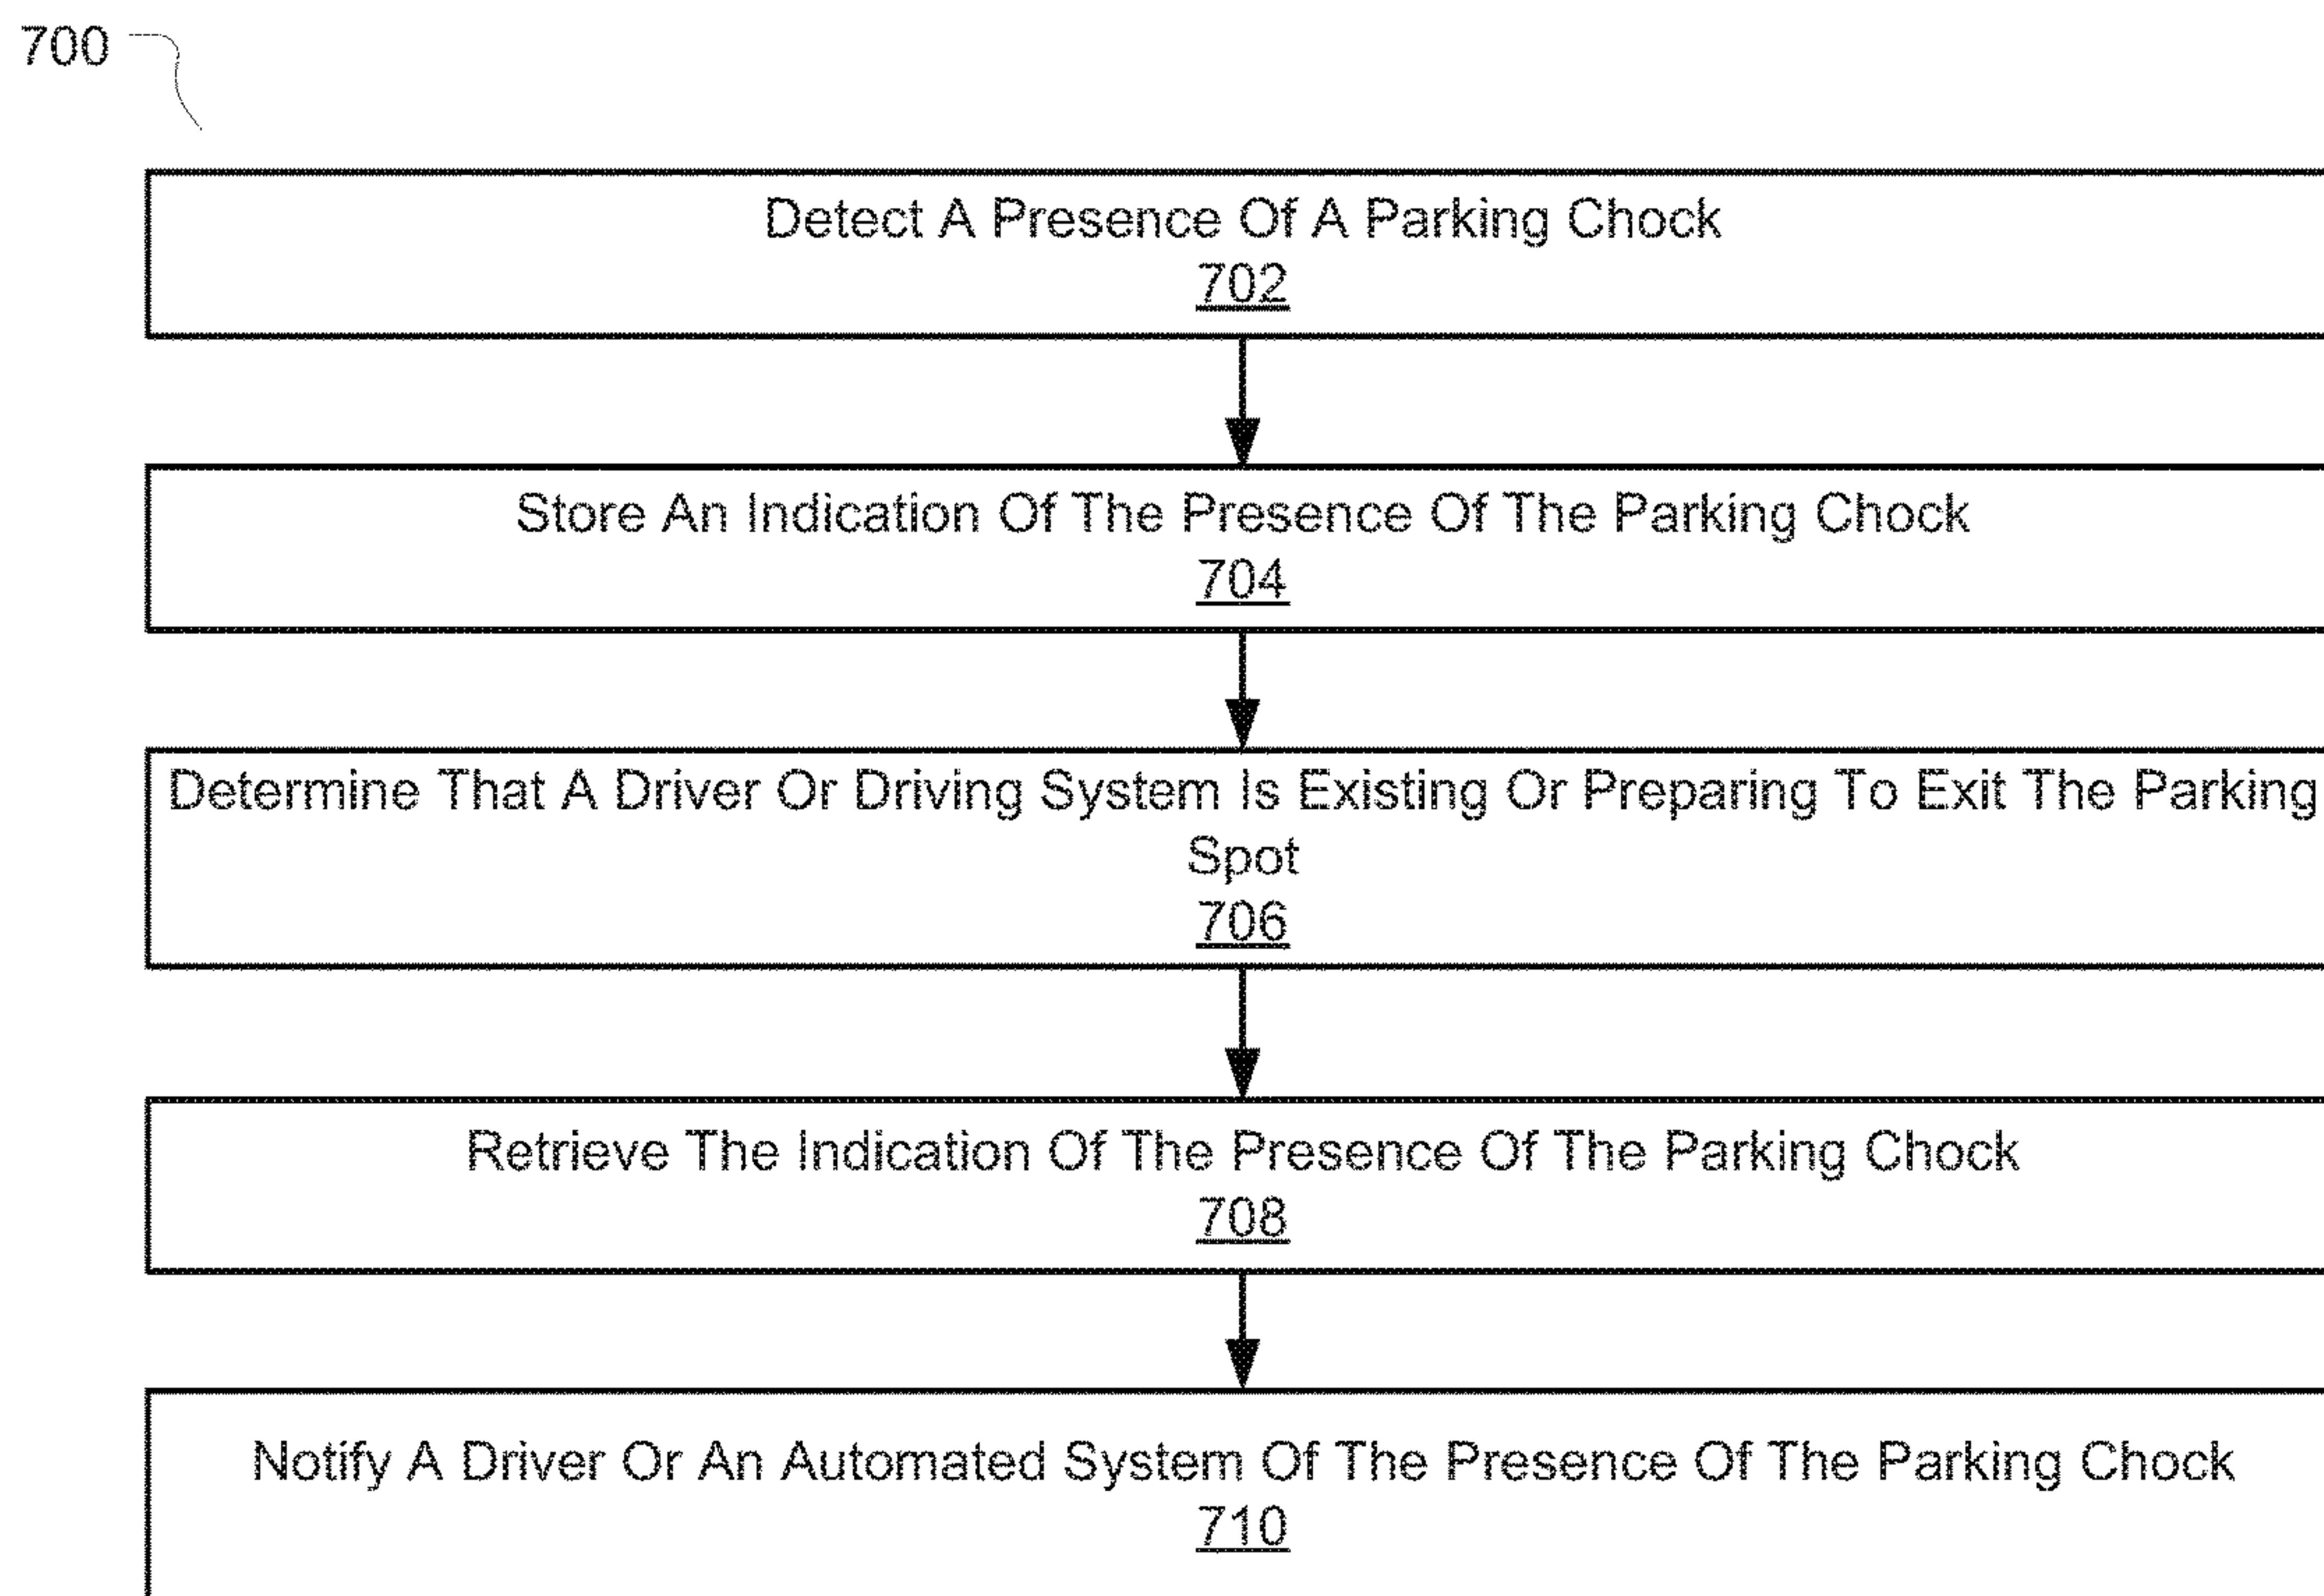 700
Detect A Presence Of A Parking Chock
702
Store An Indication Of The Presence Of The Parking Chock
704
Determine That A Driver Or Driving System Is Existing Or Preparing To Exit The Parking
Spot
706
Retrieve The Indication Of The Presence Of The Parking Chock
708
Notify A Driver Or An Automated System Of The Presence Of The Parking Chock
710